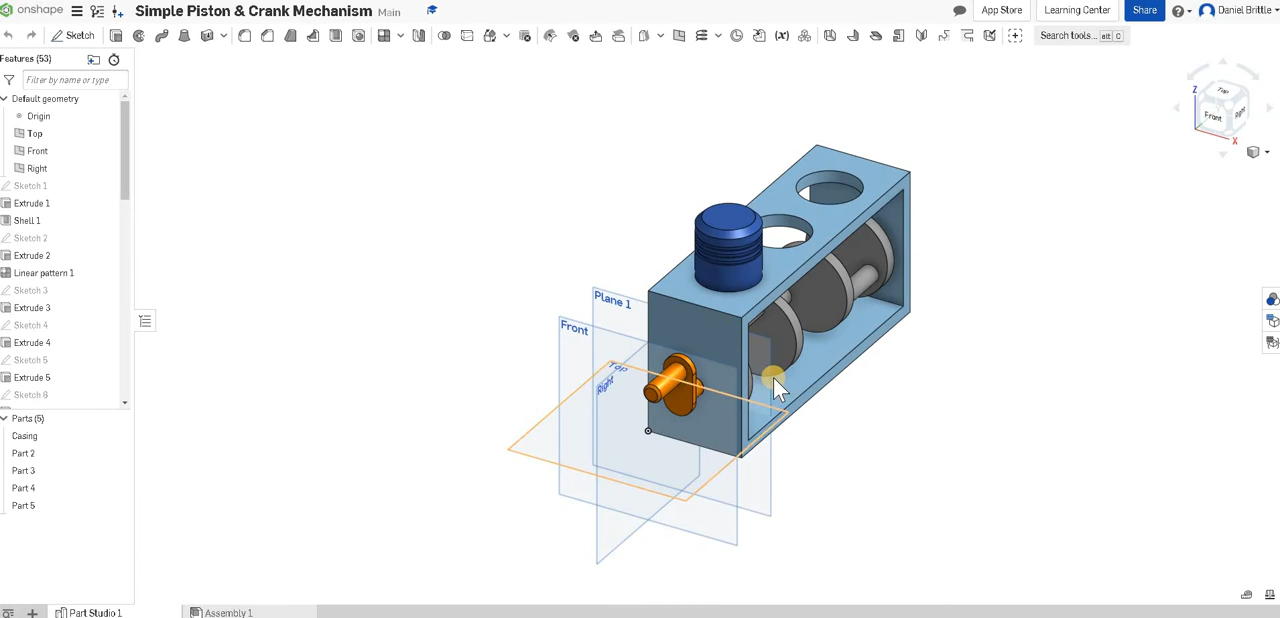 onshape Simple Piston & Crank Mechanism Main App Store Learning Center Share Daniel Brittle
Sketch Search tools... alt C
Features (53)
Filter by name or type
Default geometry
Origin
Top
Front
Right
Sketch 1
Extrude 1
Shell 1
Sketch 2
Extrude 2
Linear pattern 1
Sketch 3
Extrude 3
Sketch 4
Extrude 4
Sketch 5
Extrude 5
Sketch 6
Parts (5)
Casing
Part 2
Part 3
Part 4
Part 5
Plane 1
Front
Top
Right
Z
Top
Front
Right
X
Part Studio 1 Assembly 1